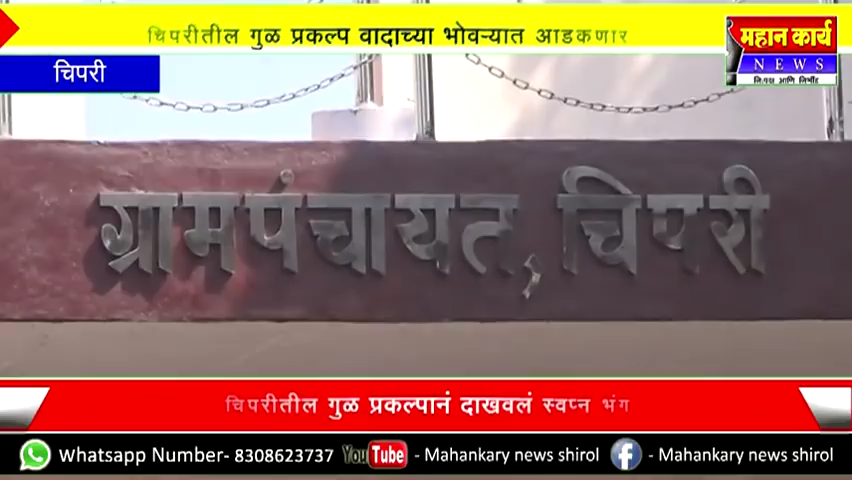 चिपरीतील गुळ प्रकल्प वादाच्या भोवऱ्यात आडकणार
महान कार्य
NEWS
चिपरी
ग्रामपंचायत, चिपरी
चिपरीतील गुळ प्रकल्पानं दाखवलं स्वप्न भंग
Whatsapp Number- 8308623737 YouTube - Mahankary news shirol f - Mahankary news shirol